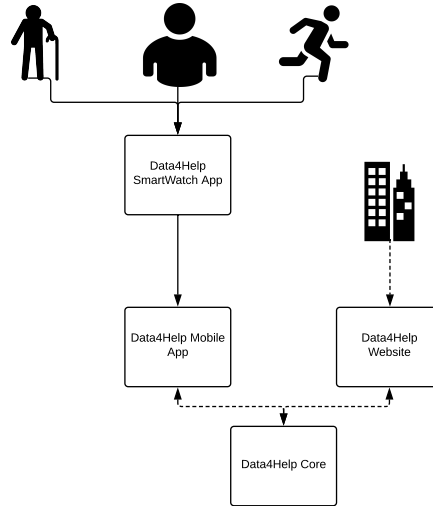 Data4Help
SmartWatch App
Data4Help Mobile
App
Data4Help
Website
Data4Help Core